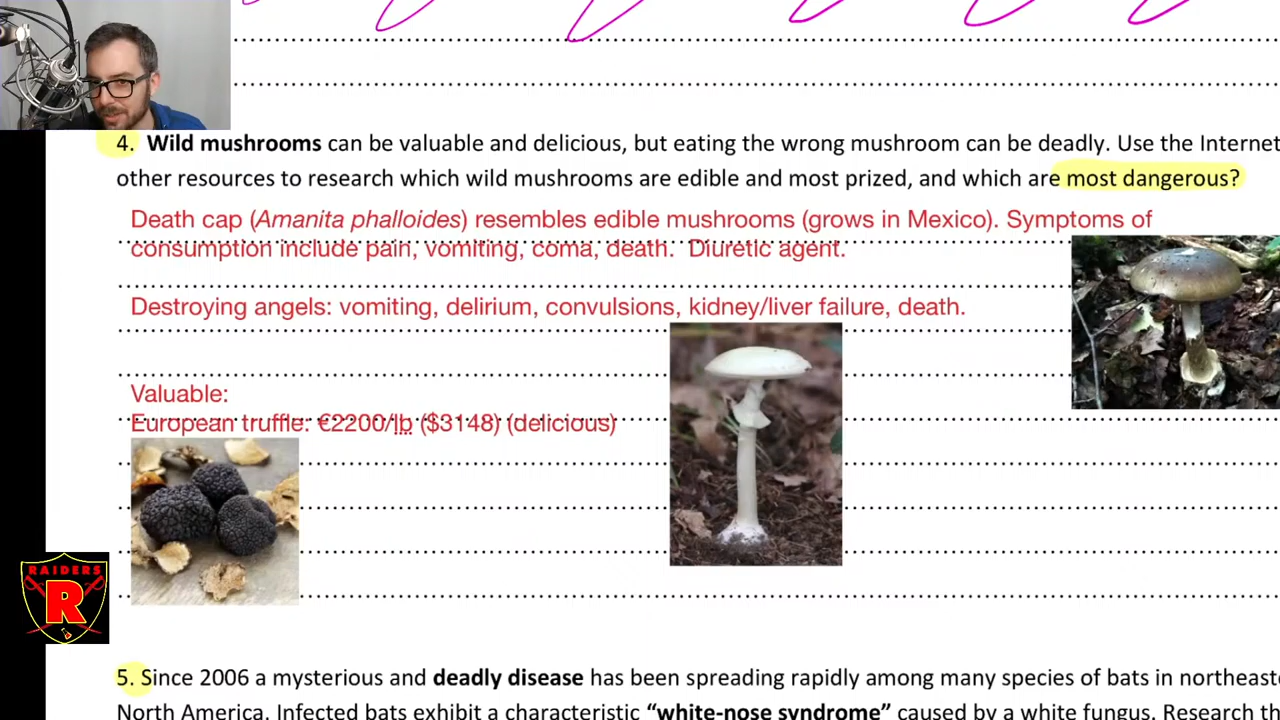 4. Wild mushrooms can be valuable and delicious, but eating the wrong mushroom can be deadly. Use the Internet
other resources to research which wild mushrooms are edible and most prized, and which are most dangerous?
Death cap (Amanita phalloides) resembles edible mushrooms (grows in Mexico). Symptoms of
consumption include pain, vomiting, coma, death. Diuretic agent.
Destroying angels: vomiting, delirium, convulsions, kidney/liver failure, death.
Valuable:
European truffle: €2200/lb ($3148) (delicious)
RAIDERS
R
5. Since 2006 a mysterious and deadly disease has been spreading rapidly among many species of bats in
North America. Infected bats exhibit a characteristic "white-nose syndrome" caused by a white fungus. Research